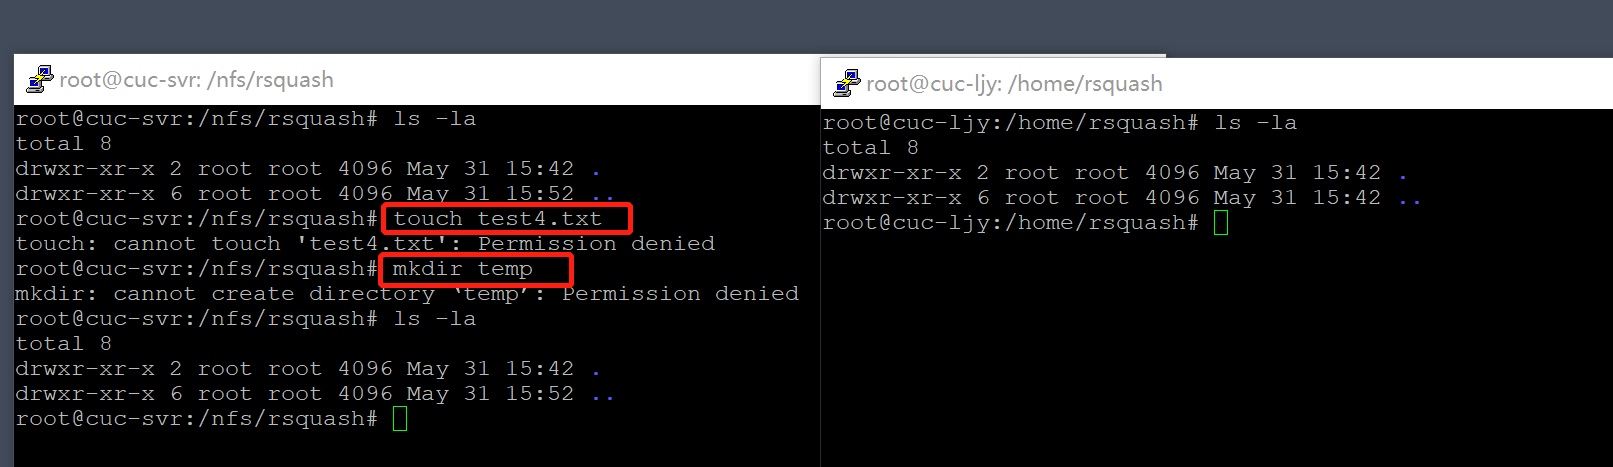 root@cuc-svr: /nfs/rsquash
root@cuc-svr:/nfs/rsquash# ls -la
total 8
drwxr-xr-x 2 root root 4096 May 31 15:42 .
drwxr-xr-x 6 root root 4096 May 31 15:52 ..
root@cuc-svr:/nfs/rsquash# touch test4.txt
touch: cannot touch 'test4.txt': Permission denied
root@cuc-svr:/nfs/rsquash# mkdir temp
mkdir: cannot create directory ‘temp’: Permission denied
root@cuc-svr:/nfs/rsquash# ls -la
total 8
drwxr-xr-x 2 root root 4096 May 31 15:42 .
drwxr-xr-x 6 root root 4096 May 31 15:52 ..
root@cuc-svr:/nfs/rsquash#
root@cuc-ljy: /home/rsquash
root@cuc-ljy:/home/rsquash# ls -la
total 8
drwxr-xr-x 2 root root 4096 May 31 15:42 .
drwxr-xr-x 6 root root 4096 May 31 15:42 ..
root@cuc-ljy:/home/rsquash#